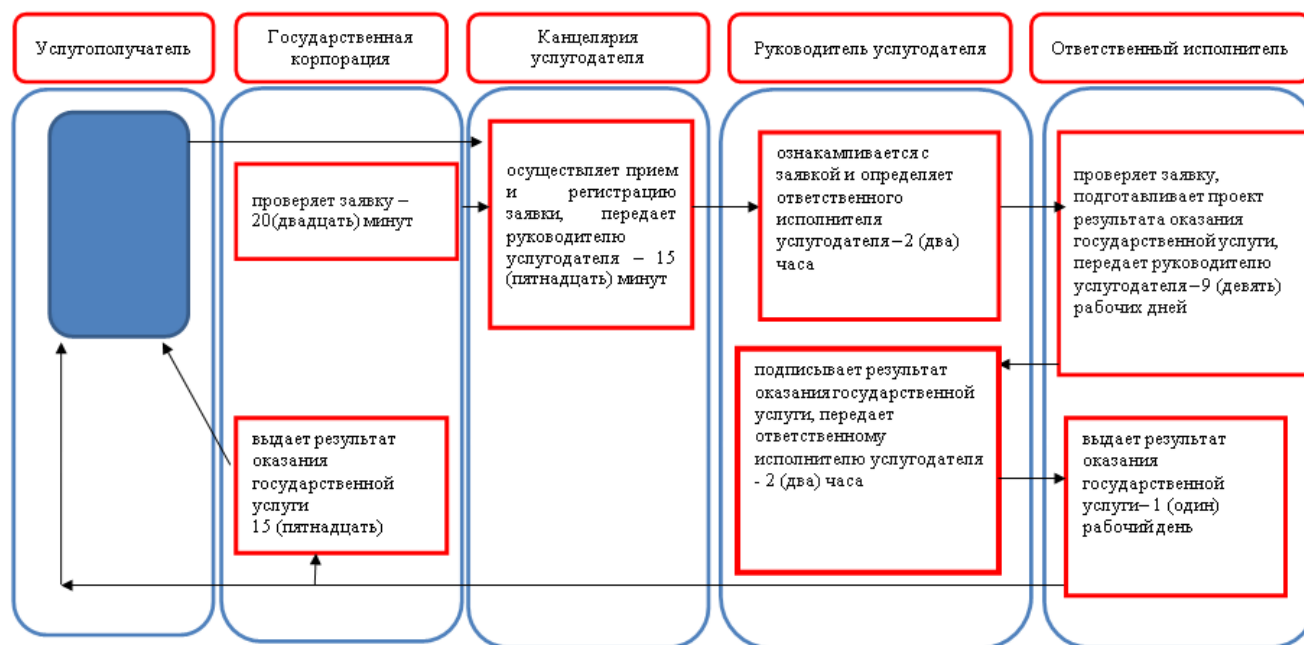 Услугополучатель
Государственная
корпорация
Канцелярия
услугодателя
Руководитель услугодателя
Ответственный исполнитель
проверяет заявку –
20(двадцать) минут
осуществляет прием
и регистрацию
заявки, передает
руководителю
услугодателя – 15
(пятнадцать) минут
ознакампивается с
заявкой и определяет
ответственного
исполнителя
услугодателя – 2 (два)
часа
проверяет заявку,
подготавливает проект
результата оказания
государственной услуги,
передает руководителю
услугодателя – 9 (девять)
рабочих дней
выдает результат
оказания
государственной
услуги
15 (пятнадцать)
подписывает результат
оказания государственной
услуги, передает
ответственному
исполнителю услугодателя
- 2 (два) часа
выдает результат
оказания
государственной
услуги– 1 (один)
рабочий день